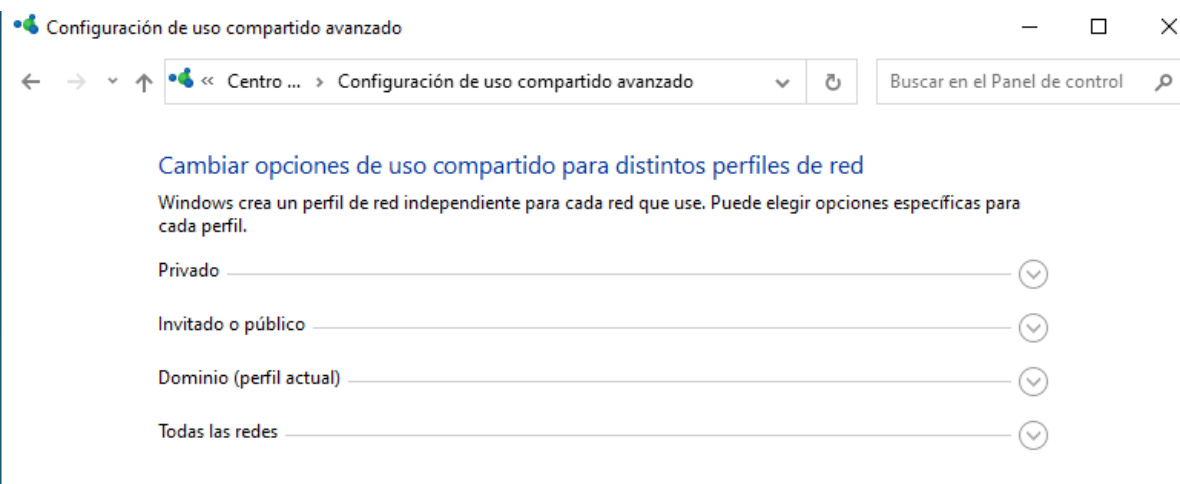 Configuración de uso compartido avanzado
« Centro ... › Configuración de uso compartido avanzado
Buscar en el Panel de control
Cambiar opciones de uso compartido para distintos perfiles de red
Windows crea un perfil de red independiente para cada red que use. Puede elegir opciones específicas para
cada perfil.
Privado
Invitado o público
Dominio (perfil actual)
Todas las redes